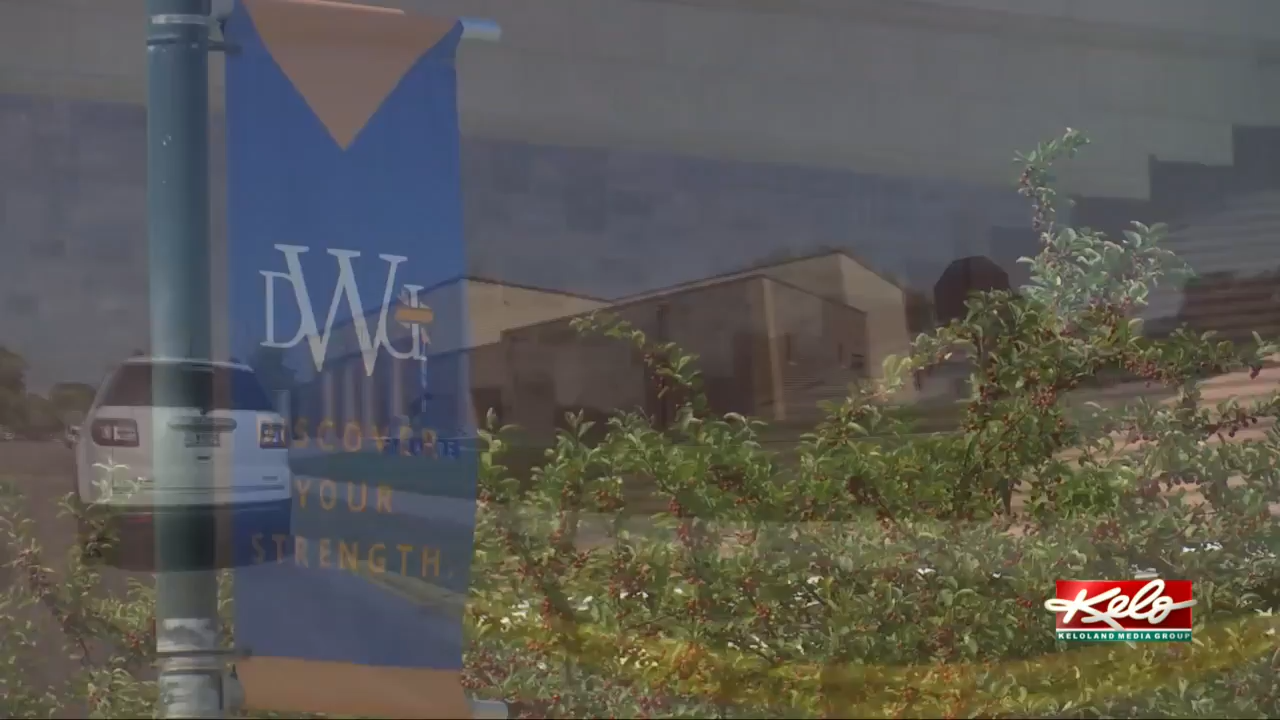 DWU
DISCOVER
YOUR
STRENGTH
Kelo
KELOLAND MEDIA GROUP